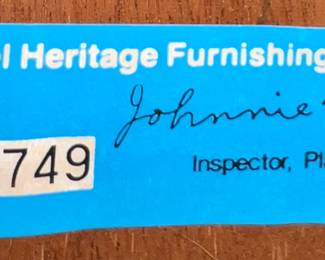 l Heritage Furnishing
Johnnie
749
Inspector, Pl